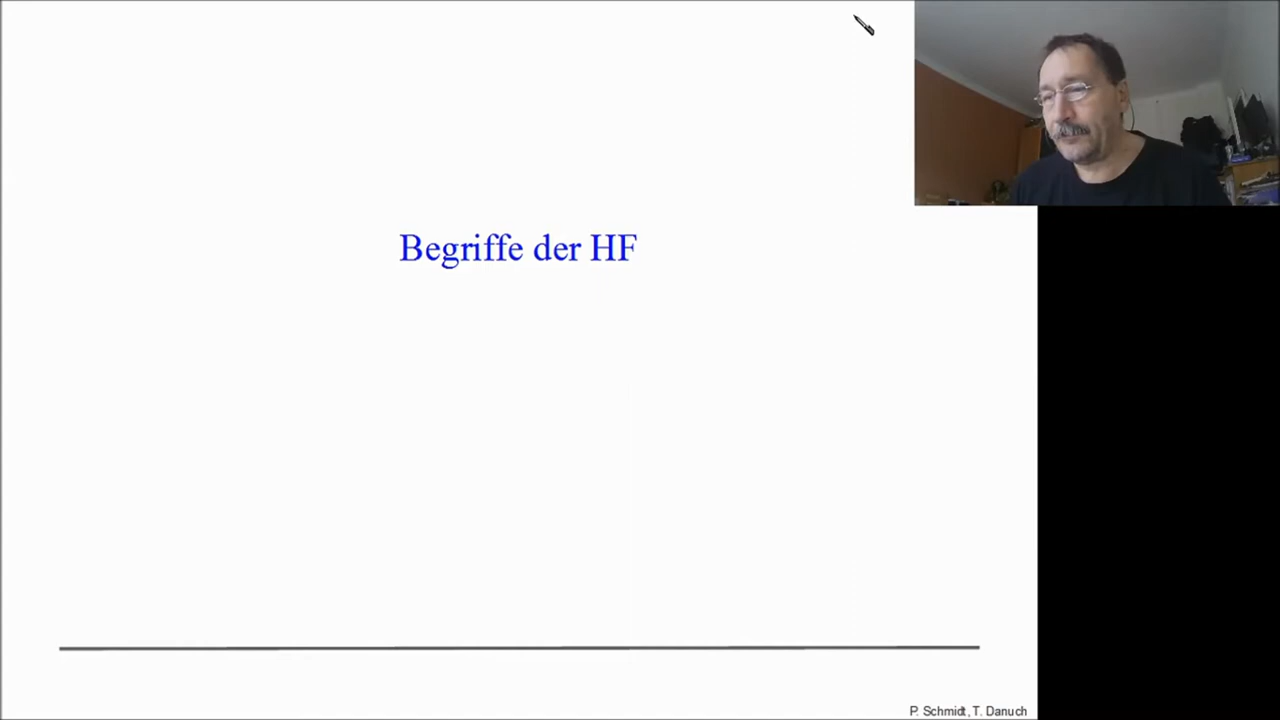 Begriffe der HF
P. Schmidt, T. Danuch